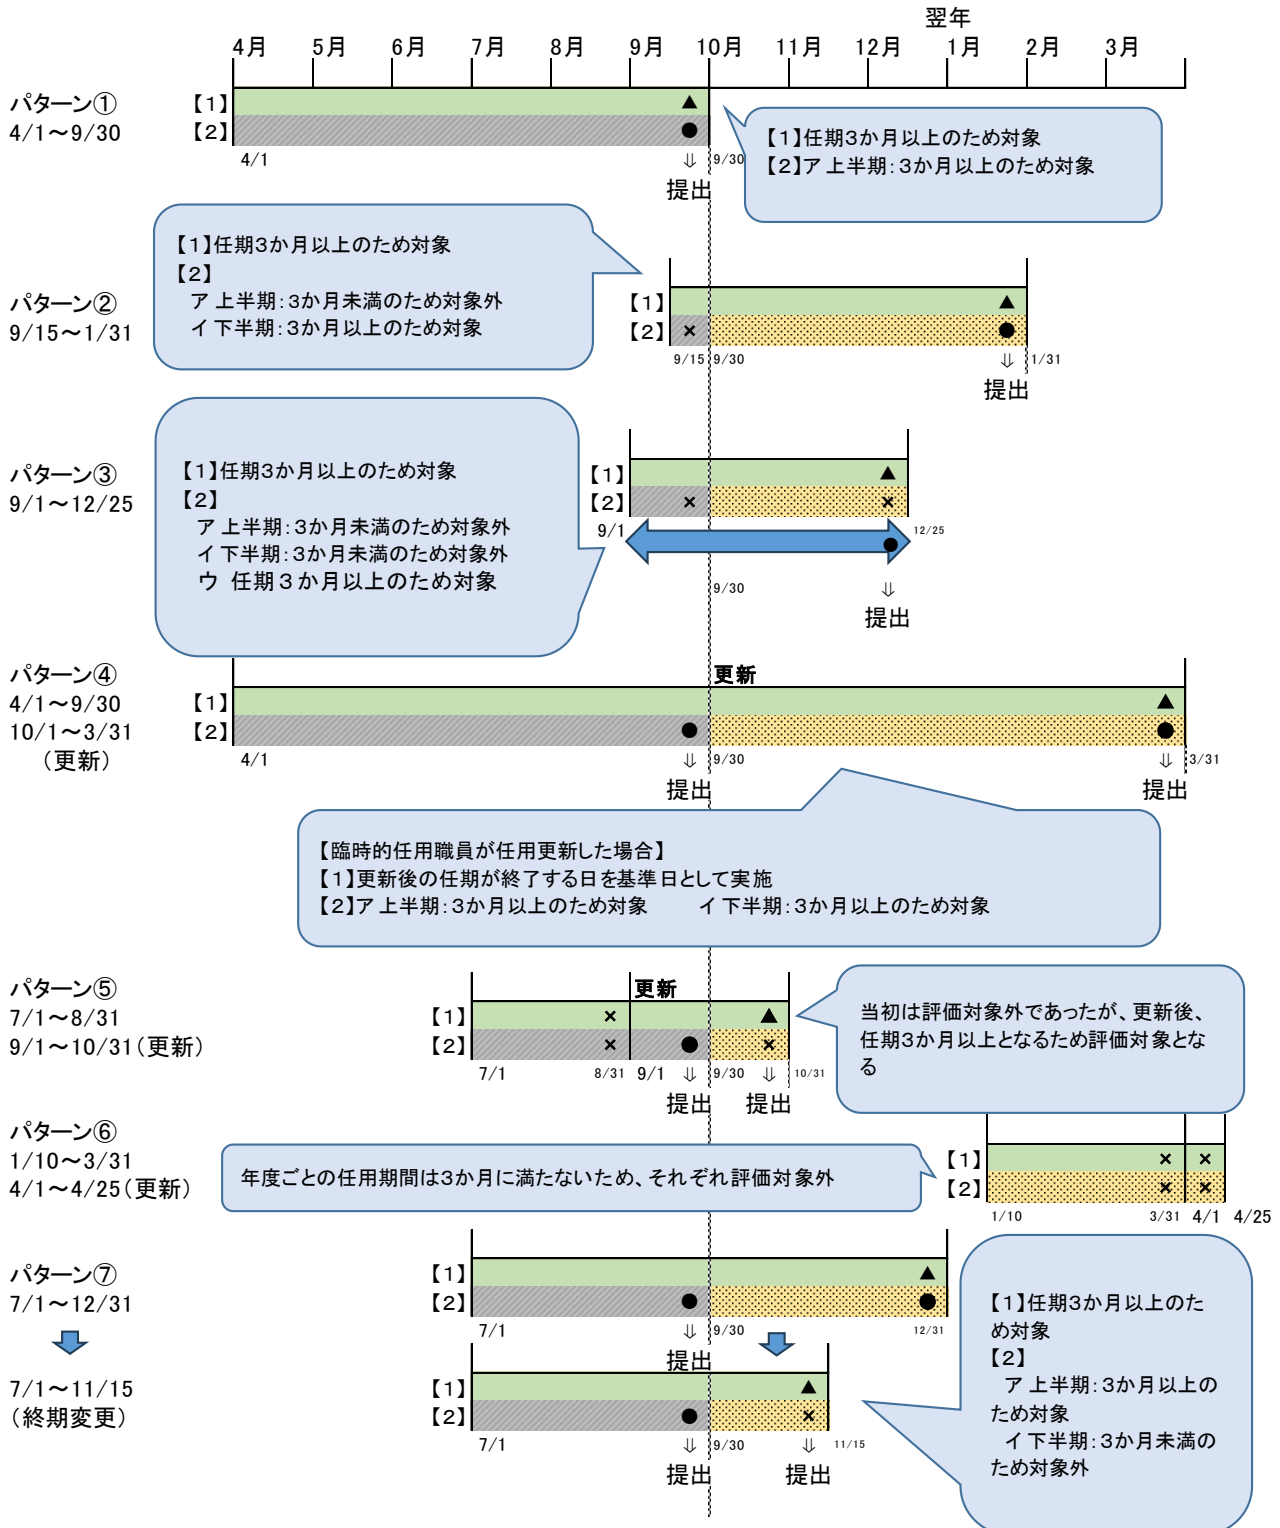 翌年
4月 5月 6月 7月 8月 9月 10月 11月 12月 1月 2月 3月
パターン①
4/1～9/30
【1】 ▲
【2】 ●
4/1 ⇓ 9/30
提出
【1】任期3か月以上のため対象
【2】ア 上半期：3か月以上のため対象
【1】任期3か月以上のため対象
【2】
ア 上半期：3か月未満のため対象外
イ 下半期：3か月以上のため対象
パターン②
9/15～1/31
【1】 ▲
【2】 × ●
9/15 9/30 ⇓ 1/31
提出
【1】任期3か月以上のため対象
【2】
ア 上半期：3か月未満のため対象外
イ 下半期：3か月未満のため対象外
ウ 任期３か月以上のため対象
パターン③
9/1～12/25
【1】 ▲
【2】 × ×
9/1 ● 12/25
9/30 ⇓
提出
パターン④
4/1～9/30
10/1～3/31
（更新）
更新
【1】 ▲
【2】 ● ●
4/1 ⇓ 9/30 ⇓ 3/31
提出 提出
【臨時的任用職員が任用更新した場合】
【1】更新後の任期が終了する日を基準日として実施
【2】ア 上半期：3か月以上のため対象 イ 下半期：3か月以上のため対象
パターン⑤
7/1～8/31
9/1～10/31（更新）
更新
【1】 × ▲
【2】 × ● ×
7/1 8/31 9/1 ⇓ 9/30 ⇓ 10/31
提出 提出
当初は評価対象外であったが、更新後、
任期3か月以上となるため評価対象とな
る
パターン⑥
1/10～3/31
4/1～4/25（更新）
年度ごとの任用期間は3か月に満たないため、それぞれ評価対象外
【1】 × ×
【2】 × ×
1/10 3/31 4/1 4/25
パターン⑦
7/1～12/31
【1】 ▲
【2】 ● ●
7/1 ⇓ 9/30 12/31
提出
7/1～11/15
（終期変更）
【1】 ▲
【2】 ● ×
7/1 ⇓ 9/30 ⇓ 11/15
提出 提出
【1】任期3か月以上のた
め対象
【2】
ア 上半期：3か月以上の
ため対象
イ 下半期：3か月未満の
ため対象外